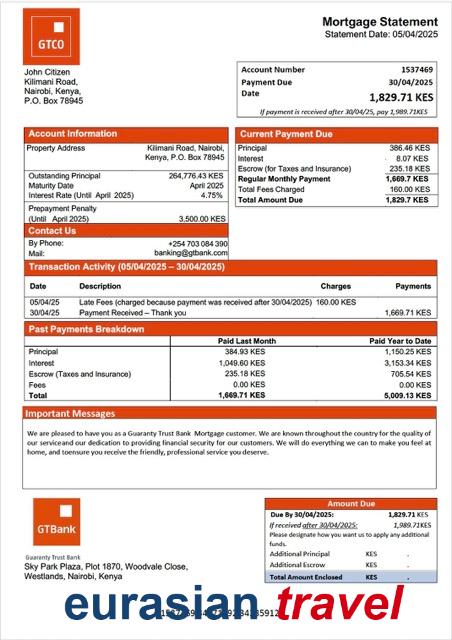 GTCO
Mortgage Statement
Statement Date: 05/04/2025
John Citizen
Kilimani Road,
Nairobi, Kenya,
P.O. Box 78945
Account Number 1537469
Payment Due 30/04/2025
Date 1,829.71 KES
If payment is received after 30/04/25, pay 1,989.71KES
Account Information
Property Address Kilimani Road, Nairobi,
Kenya, P.O. Box 78945
Outstanding Principal 264,776.43 KES
Maturity Date April 2025
Interest Rate (Until April 2025) 4.75%
Prepayment Penalty
(Until April 2025) 3,500.00 KES
Contact Us
By Phone: +254 703 084 390
Mail: banking@gtbank.com
Current Payment Due
Principal 386.46 KES
Interest 8.07 KES
Escrow (for Taxes and Insurance) 235.18 KES
Regular Monthly Payment 1,669.7 KES
Total Fees Charged 160.00 KES
Total Amount Due 1,829.7 KES
Transaction Activity (05/04/2025 – 30/04/2025)
Date Description Charges Payments
05/04/25 Late Fees (charged because payment was received after 30/04/2025) 160.00 KES
30/04/25 Payment Received – Thank you 1,669.71 KES
Past Payments Breakdown
Paid Last Month Paid Year to Date
Principal 384.93 KES 1,150.25 KES
Interest 1,049.60 KES 3,153.34 KES
Escrow (Taxes and Insurance) 235.18 KES 705.54 KES
Fees 0.00 KES 0.00 KES
Total 1,669.71 KES 5,009.13 KES
Important Messages
We are pleased to have you as a Guaranty Trust Bank Mortgage customer. We are known throughout the country for the quality of
our serviceand our dedication to providing financial security for our customers. We will do everything we can to make you feel at
home, and toensure you receive the friendly, professional service you deserve.
GTBank
Guaranty Trust Bank
Sky Park Plaza, Plot 1870, Woodvale Close,
Westlands, Nairobi, Kenya
Amount Due
Due By 30/04/2025: 1,829.71 KES
If received after 30/04/2025: 1,989.71KES
Please designate how you want us to apply any additional
funds.
Additional Principal KES .
Additional Escrow KES .
Total Amount Enclosed KES .
eurasian travel